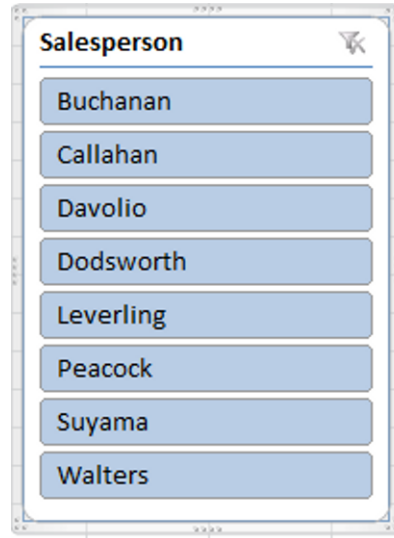 Salesperson
Buchanan
Callahan
Davolio
Dodsworth
Leverling
Peacock
Suyama
Walters